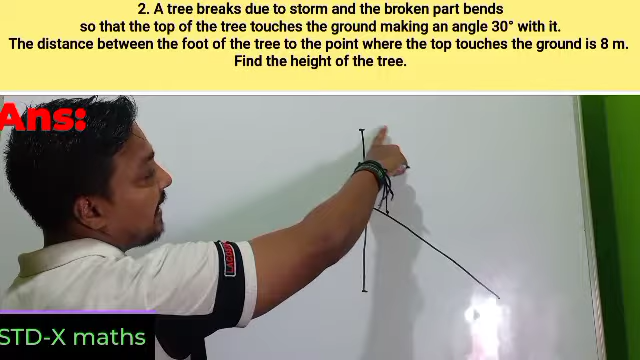 2. A tree breaks due to storm and the broken part bends
so that the top of the tree touches the ground making an angle 30° with it.
The distance between the foot of the tree to the point where the top touches the ground is 8 m.
Find the height of the tree.
Ans:
STD-X maths